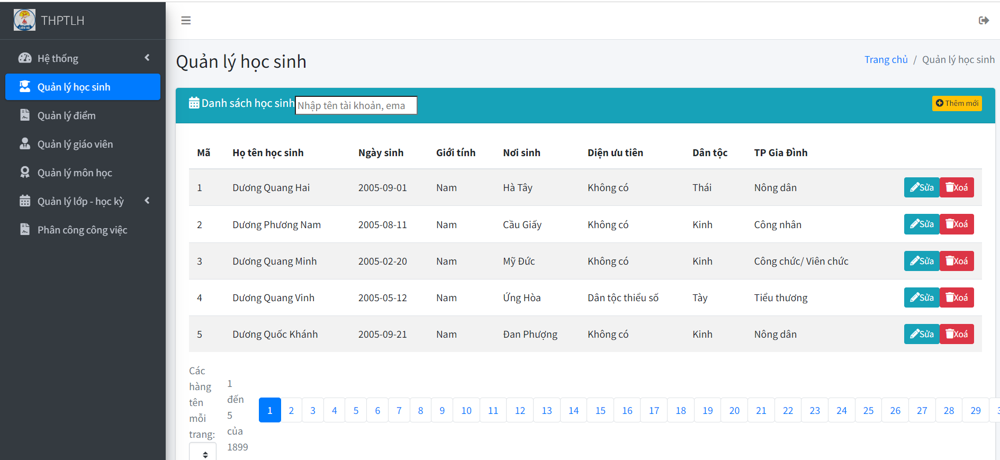 THPTLH
Hệ thống
Quản lý học sinh
Quản lý điểm
Quản lý giáo viên
Quản lý môn học
Quản lý lớp - học kỳ
Phân công công việc
Quản lý học sinh
Trang chủ / Quản lý học sinh
Danh sách học sinh Nhập tên tài khoản, ema Thêm mới
Mã Họ tên học sinh Ngày sinh Giới tính Nơi sinh Diện ưu tiên Dân tộc TP Gia Đình
1 Dương Quang Hai 2005-09-01 Nam Hà Tây Không có Thái Nông dân Sửa Xoá
2 Dương Phương Nam 2005-08-11 Nam Cầu Giấy Không có Kinh Công nhân Sửa Xoá
3 Dương Quang Minh 2005-02-20 Nam Mỹ Đức Không có Kinh Công chức/ Viên chức Sửa Xoá
4 Dương Quang Vinh 2005-05-12 Nam Ứng Hòa Dân tộc thiểu số Tày Tiểu thương Sửa Xoá
5 Dương Quốc Khánh 2005-09-21 Nam Đan Phượng Không có Kinh Nông dân Sửa Xoá
Các
hàng
tên
mỗi
trang:
1
đến
5
của
1899
1 2 3 4 5 6 7 8 9 10 11 12 13 14 15 16 17 18 19 20 21 22 23 24 25 26 27 28 29